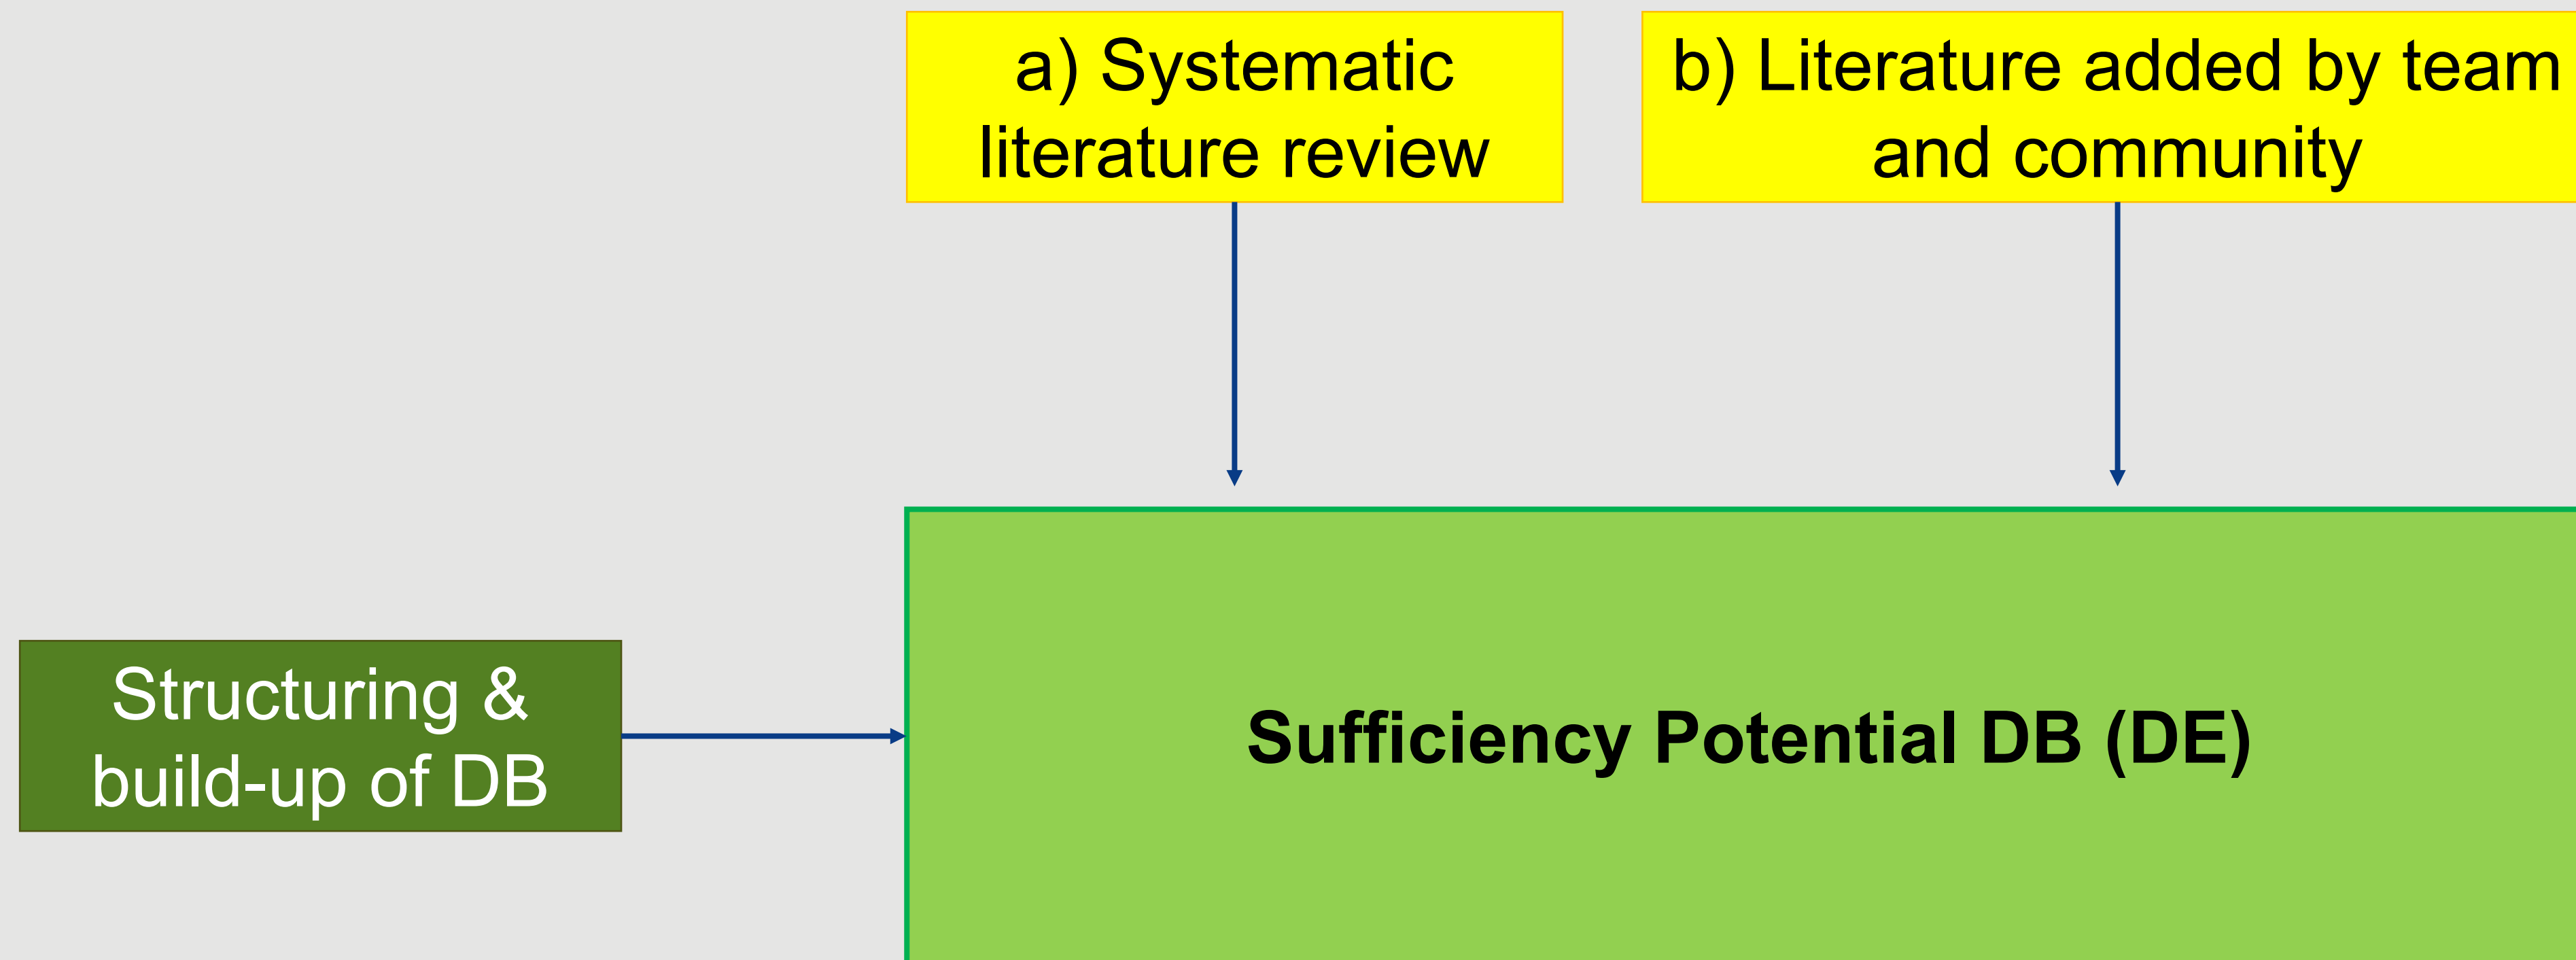 a) Systematic
literature review
b) Literature added by team
and community
Structuring &
build-up of DB
Sufficiency Potential DB (DE)